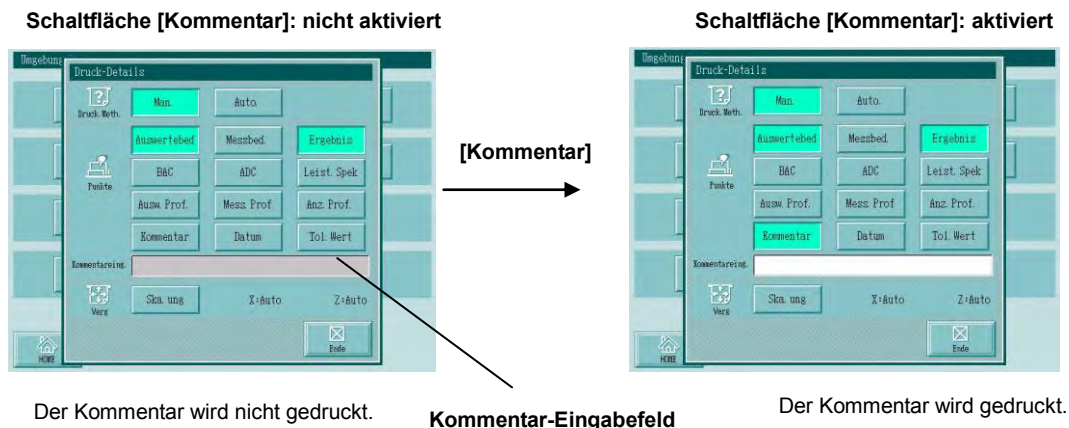 Schaltfläche [Kommentar]: nicht aktiviert
Schaltfläche [Kommentar]: aktiviert
Umgebung
Druck-Details
Druck. Meth.
Man.
Auto.
Auswertebed
Messbed.
Ergebnis
Punkte
BAC
ADC
Leist. Spek
Ausw. Prof.
Mess. Prof
Anz. Prof.
Kommentar
Datum
Tol. Wert
Kommentareing.
Verg
Ska. ung
X:Auto
Z:Auto
HOME
Ende
[Kommentar]
Umgebung
Druck-Details
Druck. Meth.
Man.
Auto.
Auswertebed
Messbed.
Ergebnis
Punkte
BAC
ADC
Leist. Spek
Ausw. Prof.
Mess. Prof
Anz. Prof.
Kommentar
Datum
Tol. Wert
Kommentareing.
Verg
Ska. ung
X:Auto
Z:Auto
HOME
Ende
Der Kommentar wird nicht gedruckt.
Kommentar-Eingabefeld
Der Kommentar wird gedruckt.